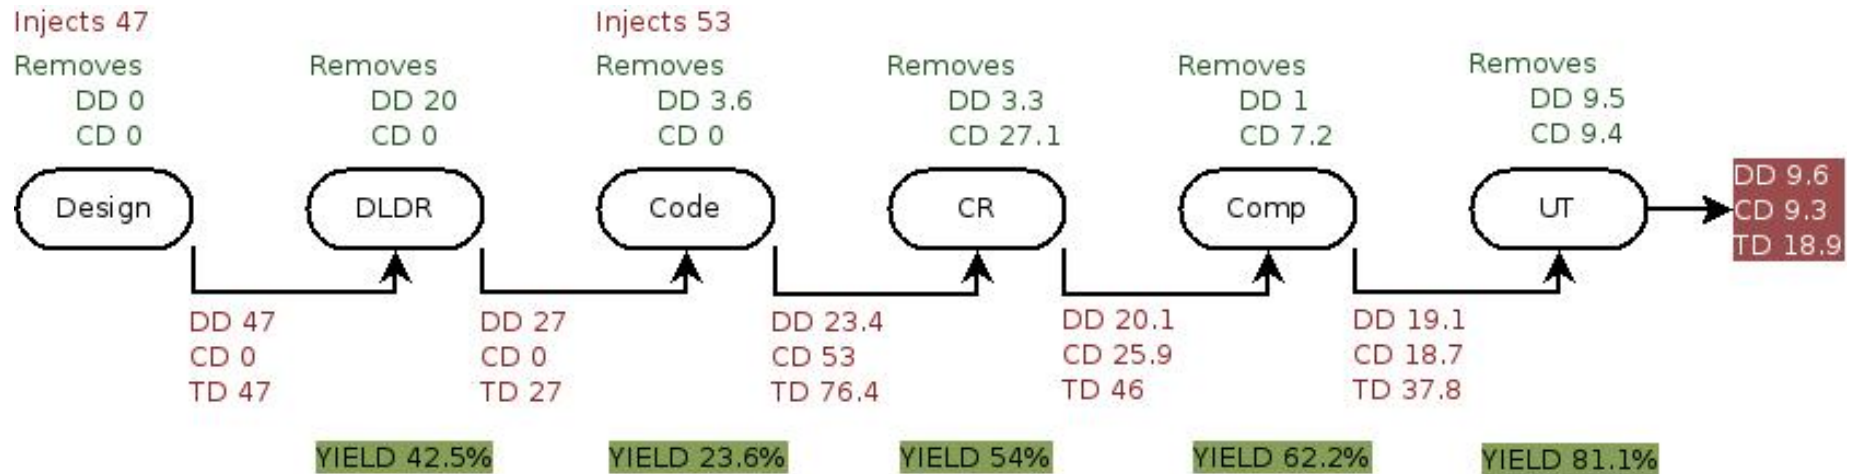 Injects 47
Removes
DD 0
CD 0
Design
DD 47
CD 0
TD 47
Removes
DD 20
CD 0
DLDR
DD 27
CD 0
TD 27
YIELD 42.5%
Injects 53
Removes
DD 3.6
CD 0
Code
DD 23.4
CD 53
TD 76.4
YIELD 23.6%
Removes
DD 3.3
CD 27.1
CR
DD 20.1
CD 25.9
TD 46
YIELD 54%
Removes
DD 1
CD 7.2
Comp
DD 19.1
CD 18.7
TD 37.8
YIELD 62.2%
Removes
DD 9.5
CD 9.4
UT
YIELD 81.1%
DD 9.6
CD 9.3
TD 18.9